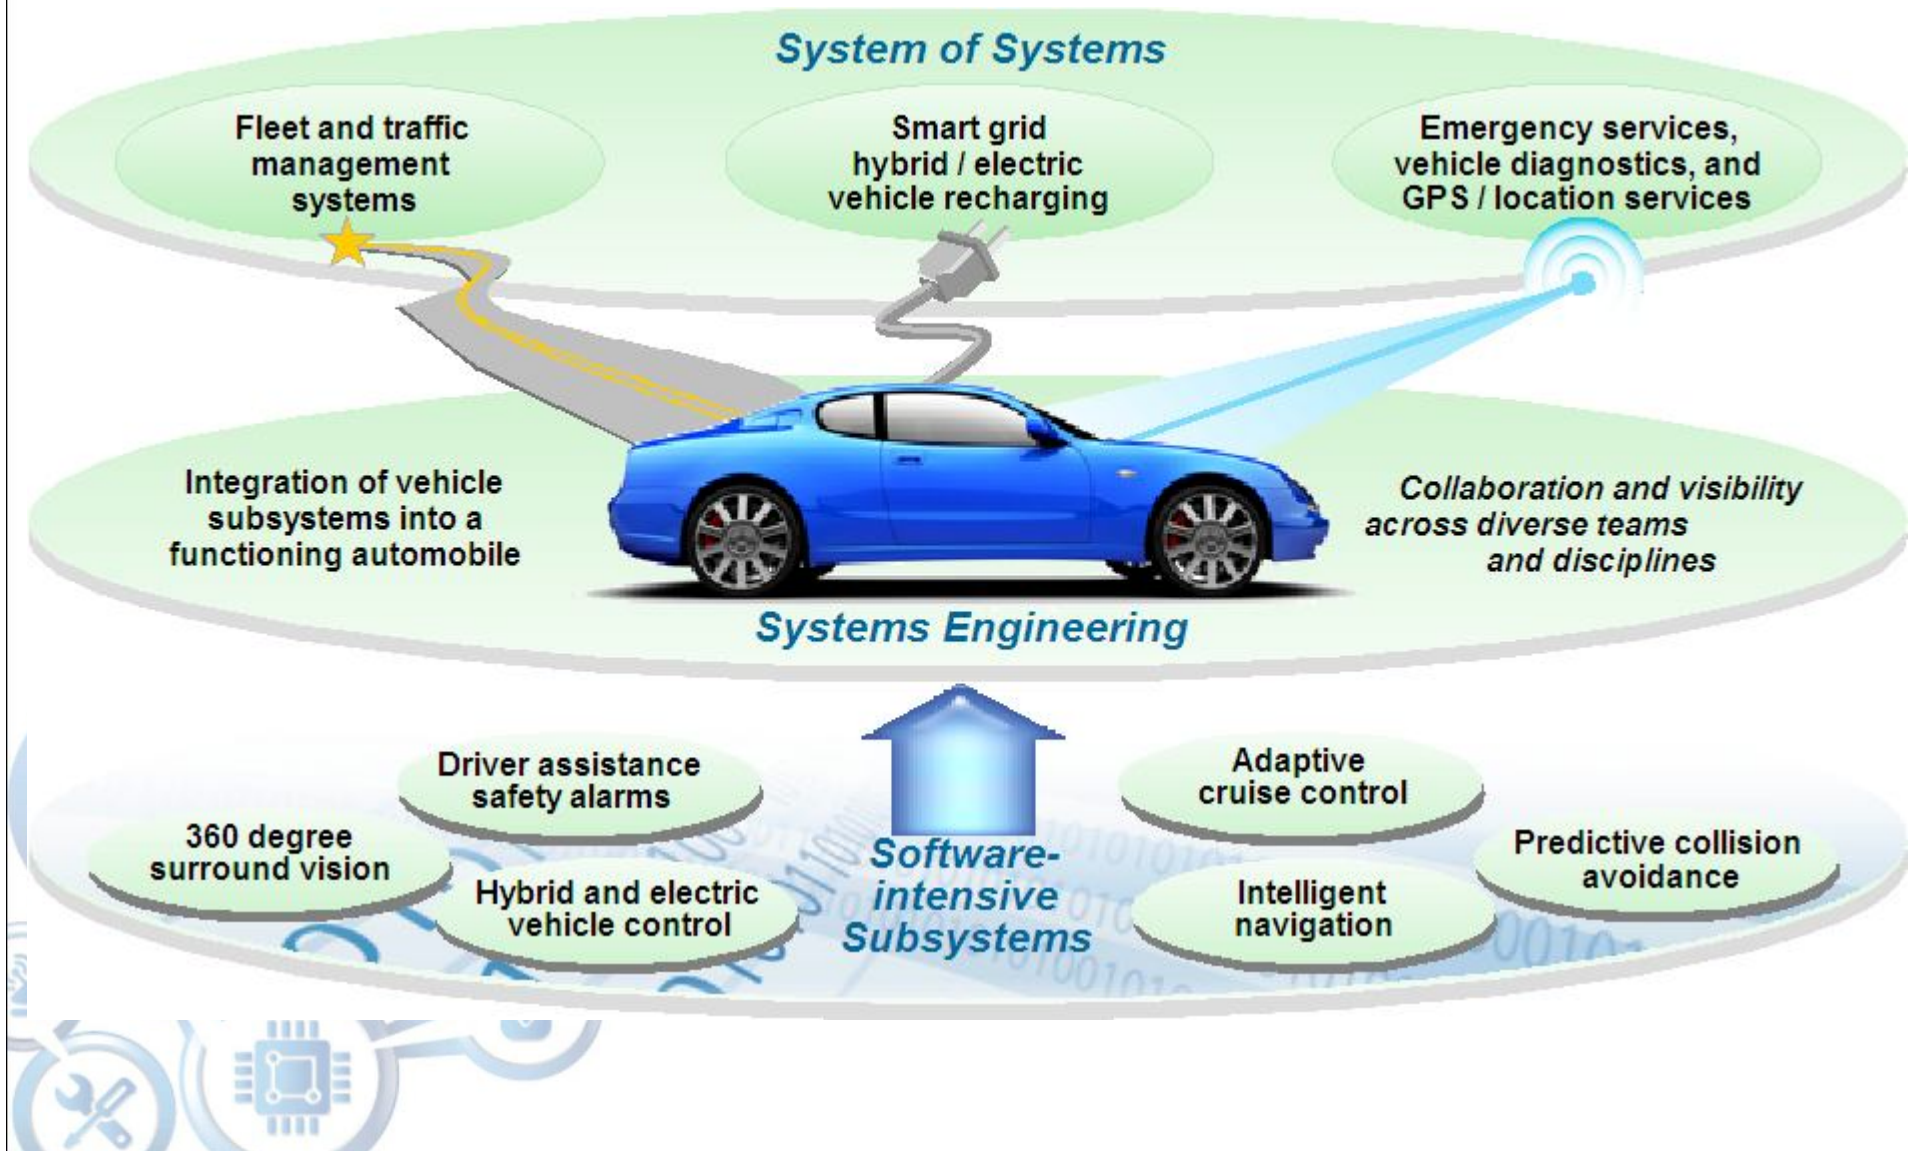 System of Systems
Fleet and traffic
management
systems
Smart grid
hybrid / electric
vehicle recharging
Emergency services,
vehicle diagnostics, and
GPS / location services
Integration of vehicle
subsystems into a
functioning automobile
Collaboration and visibility
across diverse teams
and disciplines
Systems Engineering
Driver assistance
safety alarms
Adaptive
cruise control
360 degree
surround vision
Predictive collision
avoidance
Hybrid and electric
vehicle control
Software-
intensive
Subsystems
Intelligent
navigation